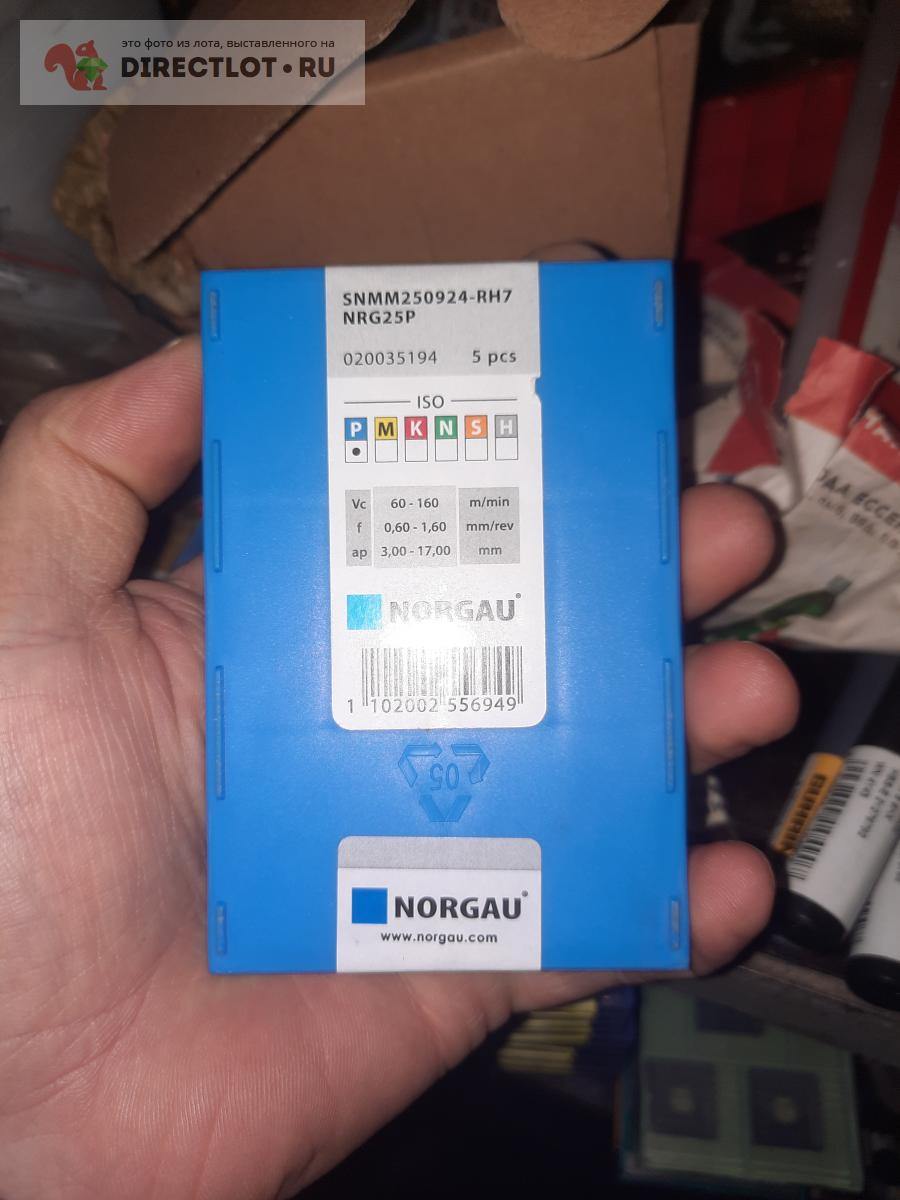 это фото из лота, выставленного на
DIRECTLOT.RU
SNMM250924-RH7
NRG25P
020035194 5 pcs
ISO
P M K N S H
Vc 60 - 160 m/min
f 0,60 - 1,60 mm/rev
ap 3,00 - 17,00 mm
NORGAU
1 102002 556949
05
NORGAU
www.norgau.com